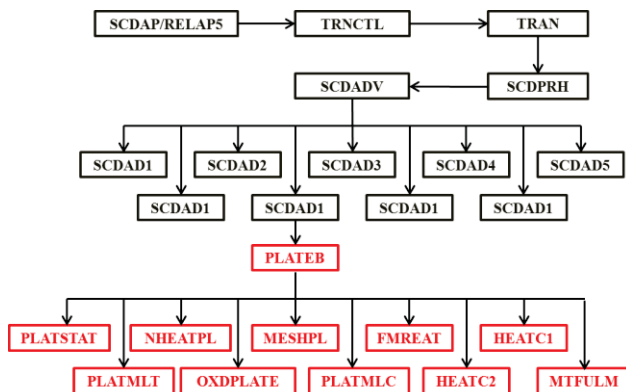 SCDAP/RELAP5
TRNCTL
TRAN
SCDADV
SCDPRH
SCDAD1
SCDAD2
SCDAD3
SCDAD4
SCDAD5
SCDAD1
SCDAD1
SCDAD1
SCDAD1
PLATEB
PLATSTAT
NHEATPL
MESHPL
FMREAT
HEATC1
PLATMLT
OXDPLATE
PLATMLC
HEATC2
MTFULM